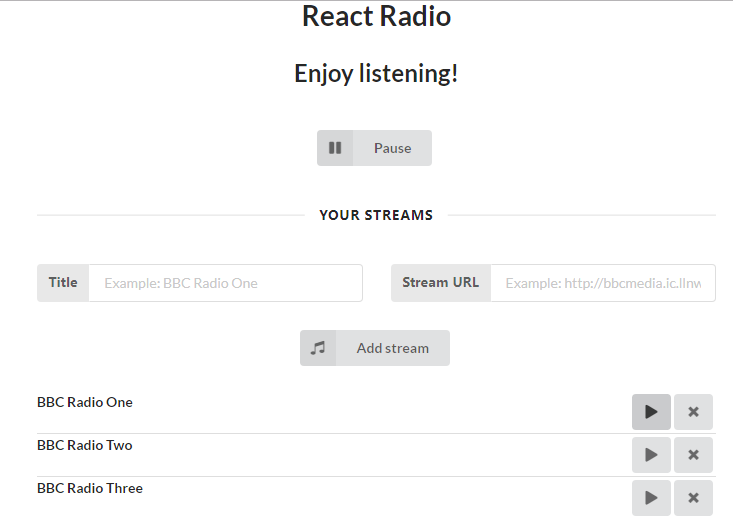 React Radio
Enjoy listening!
Pause
YOUR STREAMS
Title Example: BBC Radio One Stream URL Example: http://bbcmedia.ic.llnw
Add stream
BBC Radio One
BBC Radio Two
BBC Radio Three